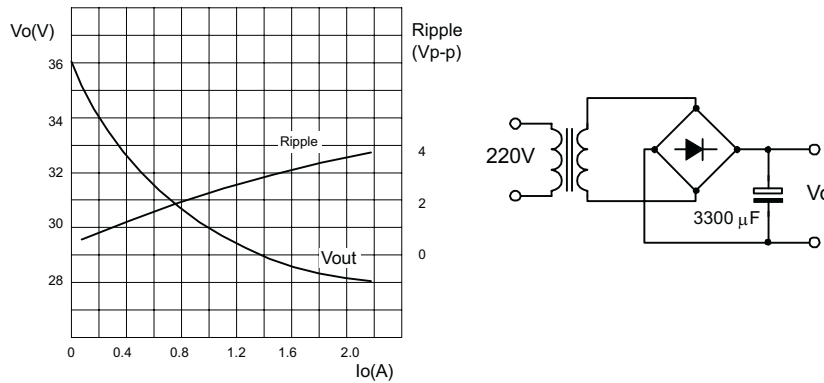 Vo(V)
Ripple
(Vp-p)
36
34
32
30
28
4
2
0
Ripple
Vout
0 0.4 0.8 1.2 1.6 2.0
Io(A)
220V
3300 μF